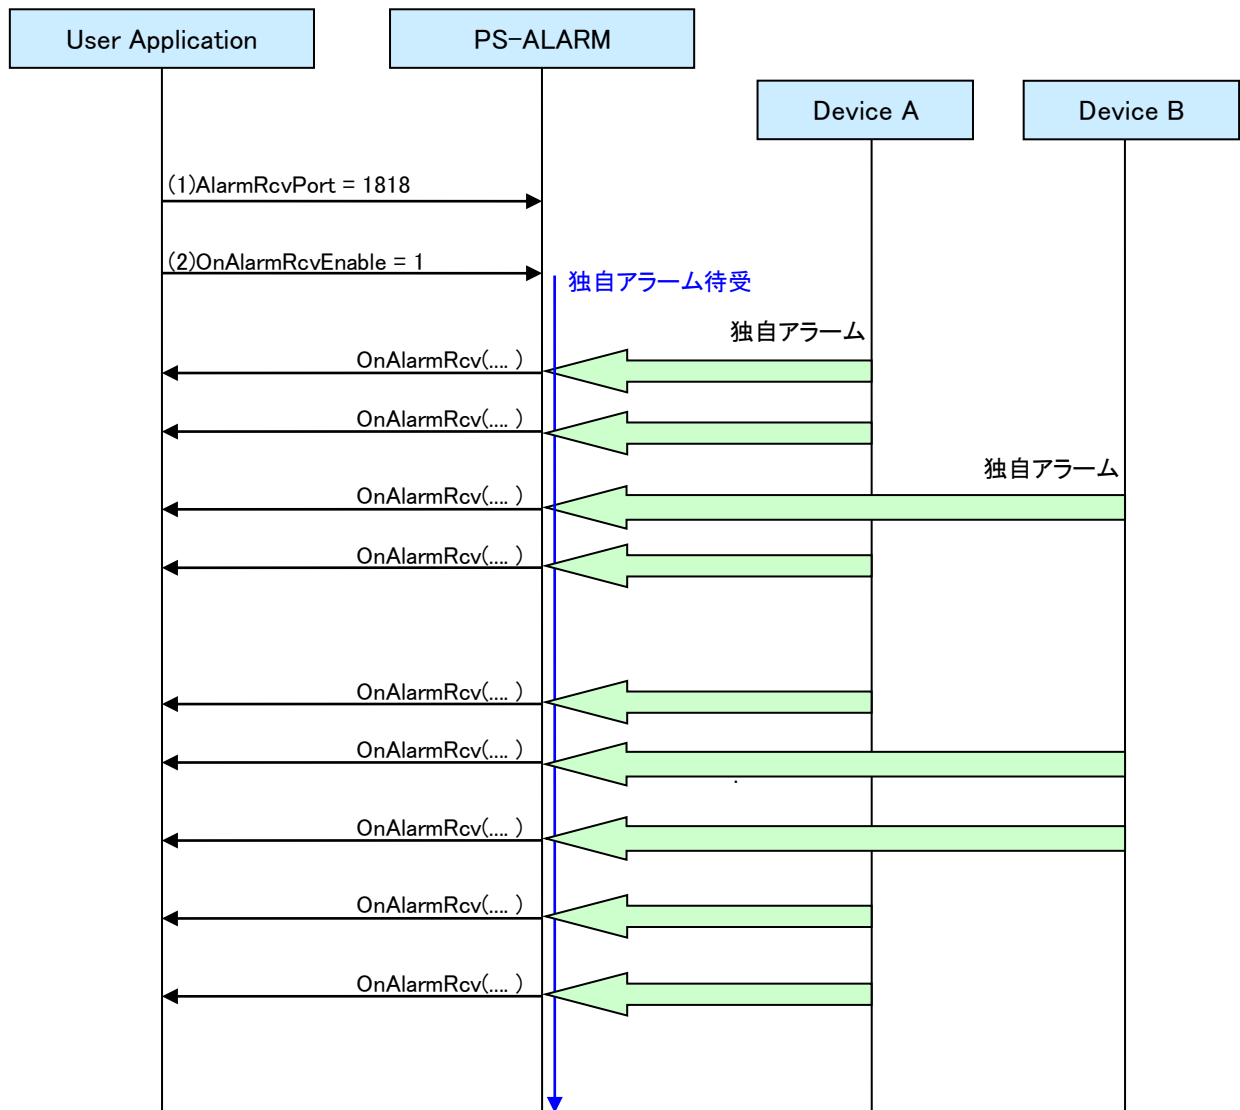 User Application
PS-ALARM
Device A
Device B
(1)AlarmRcvPort = 1818
(2)OnAlarmRcvEnable = 1
独自アラーム待受
独自アラーム
OnAlarmRcv(.... )
OnAlarmRcv(.... )
独自アラーム
OnAlarmRcv(.... )
OnAlarmRcv(.... )
OnAlarmRcv(.... )
OnAlarmRcv(.... )
OnAlarmRcv(.... )
OnAlarmRcv(.... )
OnAlarmRcv(.... )